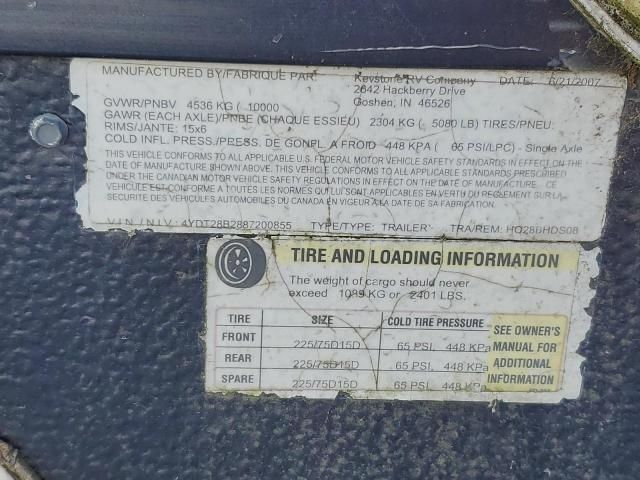 MANUFACTURED BY/FABRIQUE PAR: Keystone RV Company DATE: 6/21/2007
2642 Hackberry Drive
Goshen, IN 46526
GVWR/PNBV 4536 KG ( 10000
GAWR (EACH AXLE)/PNBE (CHAQUE ESSIEU) 2304 KG ( 5080 LB) TIRES/PNEU:
RIMS/JANTE: 15x6
COLD INFL. PRESS./PRESS. DE GONFL. A FROID 448 KPA ( 65 PSI/LPC) - Single Axle
THIS VEHICLE CONFORMS TO ALL APPLICABLE U.S. FEDERAL MOTOR VEHICLE SAFETY STANDARDS IN EFFECT ON THE
DATE OF MANUFACTURE SHOWN ABOVE. THIS VEHICLE CONFORMS TO ALL APPLICABLE STANDARDS PRESCRIBED
UNDER THE CANADIAN MOTOR VEHICLE SAFETY REGULATIONS IN EFFECT ON THE DATE OF MANUFACTURE. CE
VEHICULE EST CONFORME A TOUTES LES NORMES QUI LUI SONT APPLICABLES EN VERTU DU REGLEMENT SUR LA
SECURITE DES VEHICULES AUTOMOBILES DU CANADA EN VIGEUR A LA DATE DE SA FABRICATION.
V.I.N. / N.I.V.: 4YDT28B2887200855 TYPE/TYPE: TRAILER TRA/REM: HO28BHDS08
TIRE AND LOADING INFORMATION
The weight of cargo should never
exceed 1089 KG or 2401 LBS.
TIRE SIZE COLD TIRE PRESSURE
FRONT 225/75D15D 65 PSI, 448 KPa
REAR 225/75D15D 65 PSI, 448 KPa
SPARE 225/75D15D 65 PSI, 448 KPa
SEE OWNER'S
MANUAL FOR
ADDITIONAL
INFORMATION